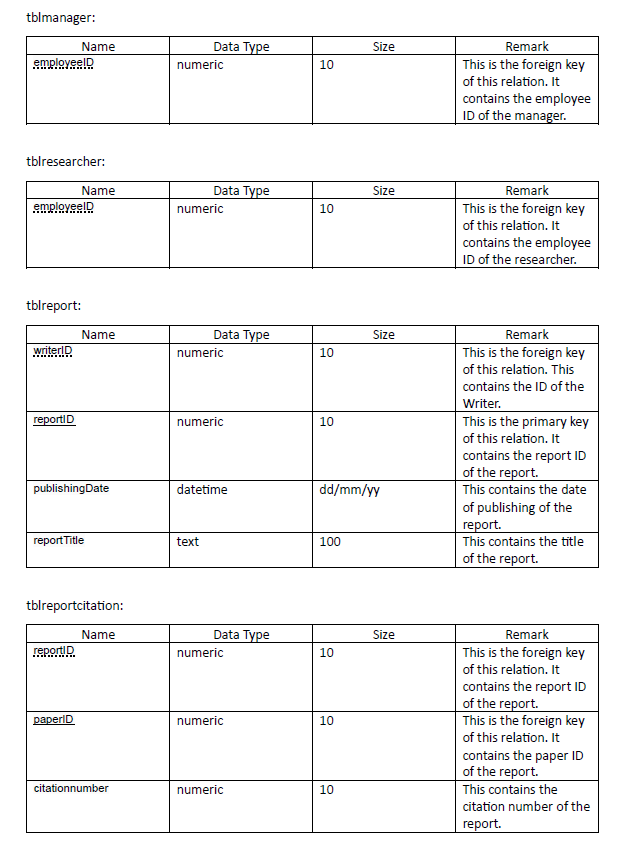 tblmanager:
Name Data Type Size Remark
employeeID numeric 10 This is the foreign key
of this relation. It
contains the employee
ID of the manager.
tblresearcher:
Name Data Type Size Remark
employeeID numeric 10 This is the foreign key
of this relation. It
contains the employee
ID of the researcher.
tblreport:
Name Data Type Size Remark
writerID numeric 10 This is the foreign key
of this relation. This
contains the ID of the
Writer.
reportID numeric 10 This is the primary key
of this relation. It
contains the report ID
of the report.
publishingDate datetime dd/mm/yy This contains the date
of publishing of the
report.
reportTitle text 100 This contains the title
of the report.
tblreportcitation:
Name Data Type Size Remark
reportID numeric 10 This is the foreign key
of this relation. It
contains the report ID
of the report.
paperID numeric 10 This is the foreign key
of this relation. It
contains the paper ID
of the report.
citationnumber numeric 10 This contains the
citation number of the
report.